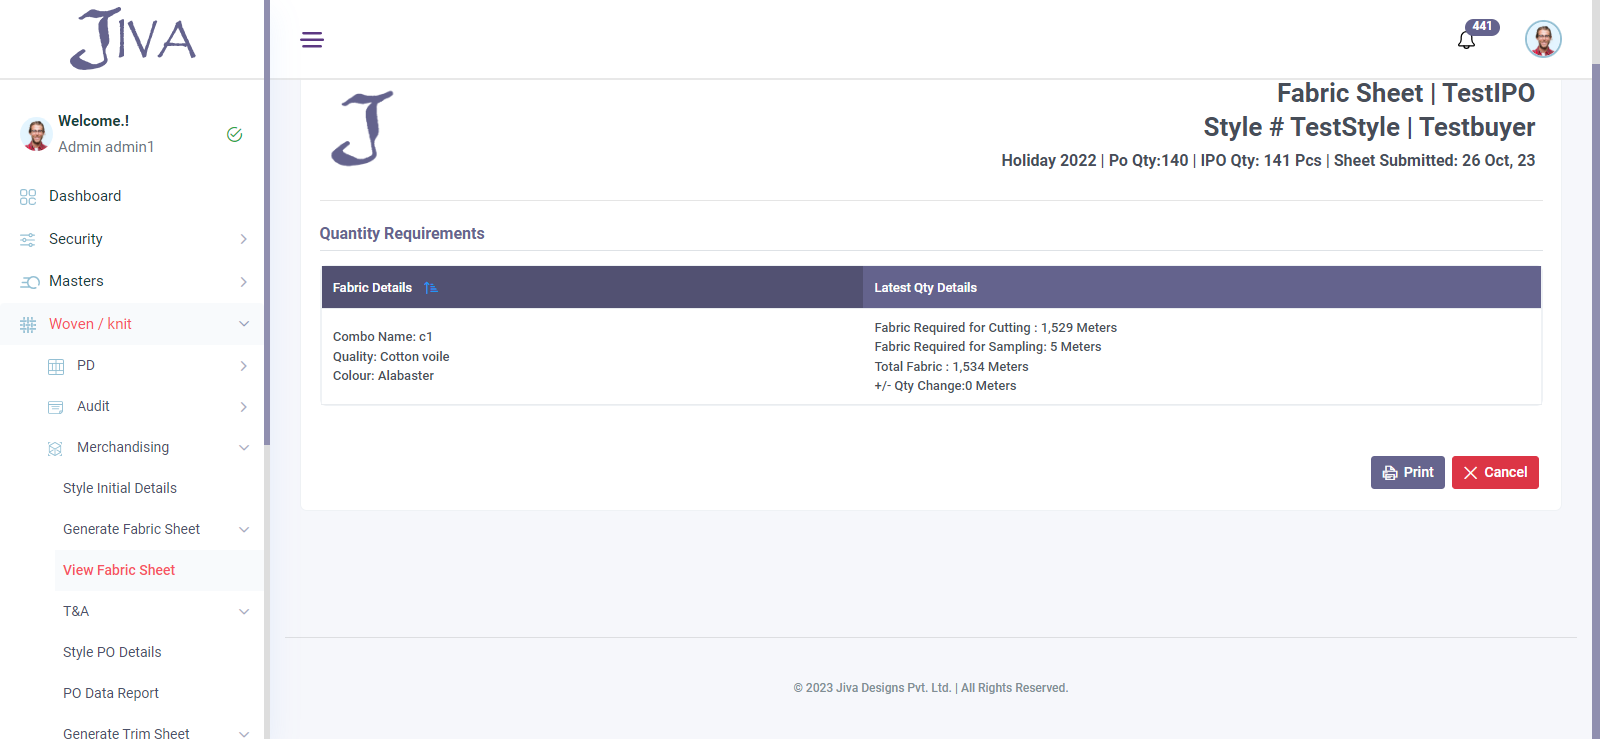 JIVA
441
Welcome.!
Admin admin1
Dashboard
Security
Masters
Woven / knit
PD
Audit
Merchandising
Style Initial Details
Generate Fabric Sheet
View Fabric Sheet
T&A
Style PO Details
PO Data Report
Generate Trim Sheet
J
Fabric Sheet | TestIPO
Style # TestStyle | Testbuyer
Holiday 2022 | Po Qty:140 | IPO Qty: 141 Pcs | Sheet Submitted: 26 Oct, 23
Quantity Requirements
Fabric Details
Latest Qty Details
Combo Name: c1
Quality: Cotton voile
Colour: Alabaster
Fabric Required for Cutting : 1,529 Meters
Fabric Required for Sampling: 5 Meters
Total Fabric : 1,534 Meters
+/- Qty Change:0 Meters
Print
Cancel
© 2023 Jiva Designs Pvt. Ltd. | All Rights Reserved.